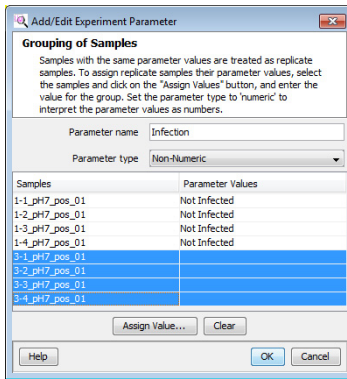 Add/Edit Experiment Parameter
Grouping of Samples
Samples with the same parameter values are treated as replicate
samples. To assign replicate samples their parameter values, select
the samples and click on the "Assign Values" button, and enter the
value for the group. Set the parameter type to 'numeric' to
interpret the parameter values as numbers.
Parameter name Infection
Parameter type Non-Numeric
Samples Parameter Values
1-1_pH7_pos_01 Not Infected
1-2_pH7_pos_01 Not Infected
1-3_pH7_pos_01 Not Infected
1-4_pH7_pos_01 Not Infected
3-1_pH7_pos_01
3-2_pH7_pos_01
3-3_pH7_pos_01
3-4_pH7_pos_01
Assign Value... Clear
Help OK Cancel